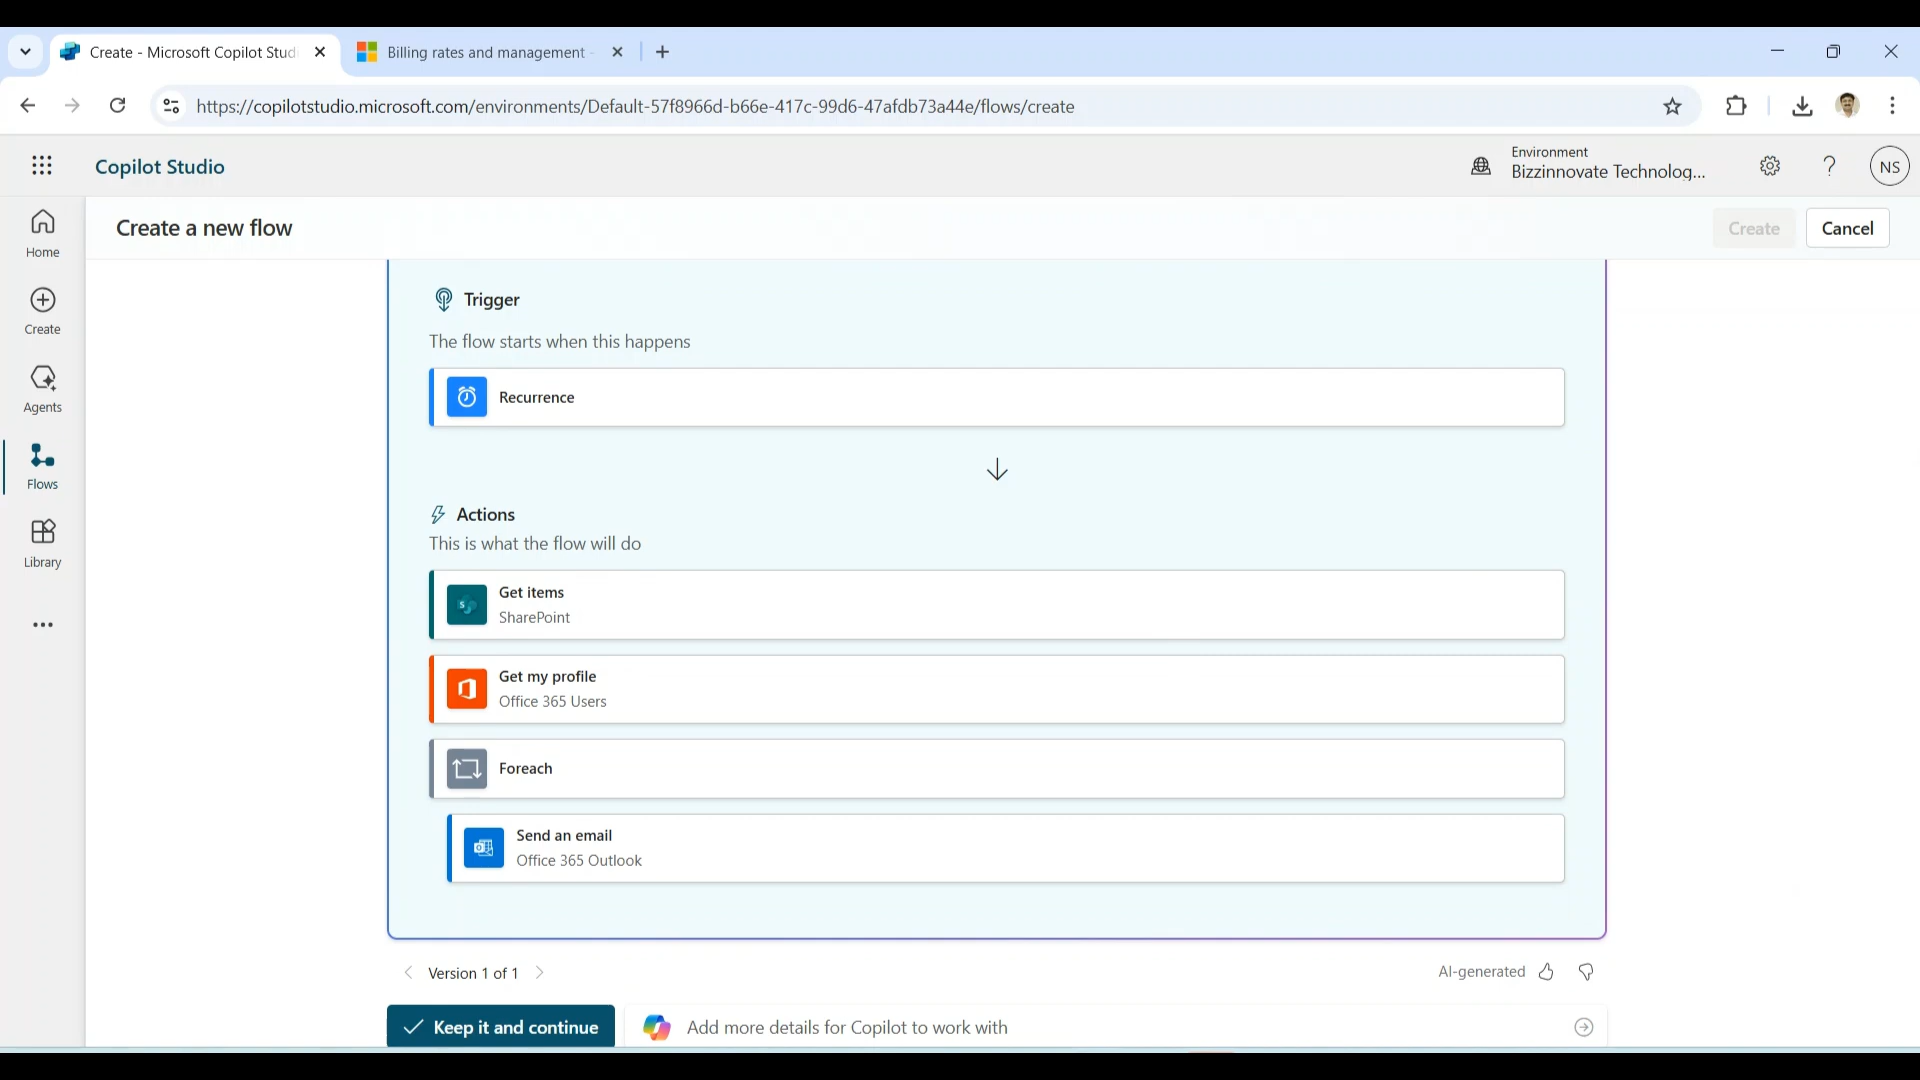 Create - Microsoft Copilot Stud
Billing rates and management -
https://copilotstudio.microsoft.com/environments/Default-57f8966d-b66e-417c-99d6-47afdb73a44e/flows/create
Copilot Studio
Environment
Bizzinnovate Technolog...
?
NS
Home
Create
Agents
Flows
Library
Create a new flow
Create
Cancel
Trigger
The flow starts when this happens
Recurrence
Actions
This is what the flow will do
Get items
SharePoint
Get my profile
Office 365 Users
Foreach
Send an email
Office 365 Outlook
Version 1 of 1
AI-generated
Keep it and continue
Add more details for Copilot to work with